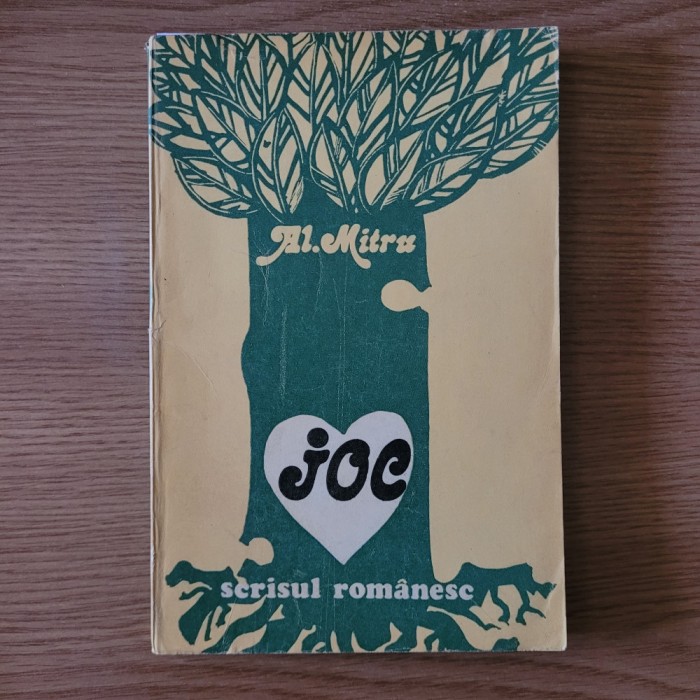 Al. Mitru
joc
scrisul românesc